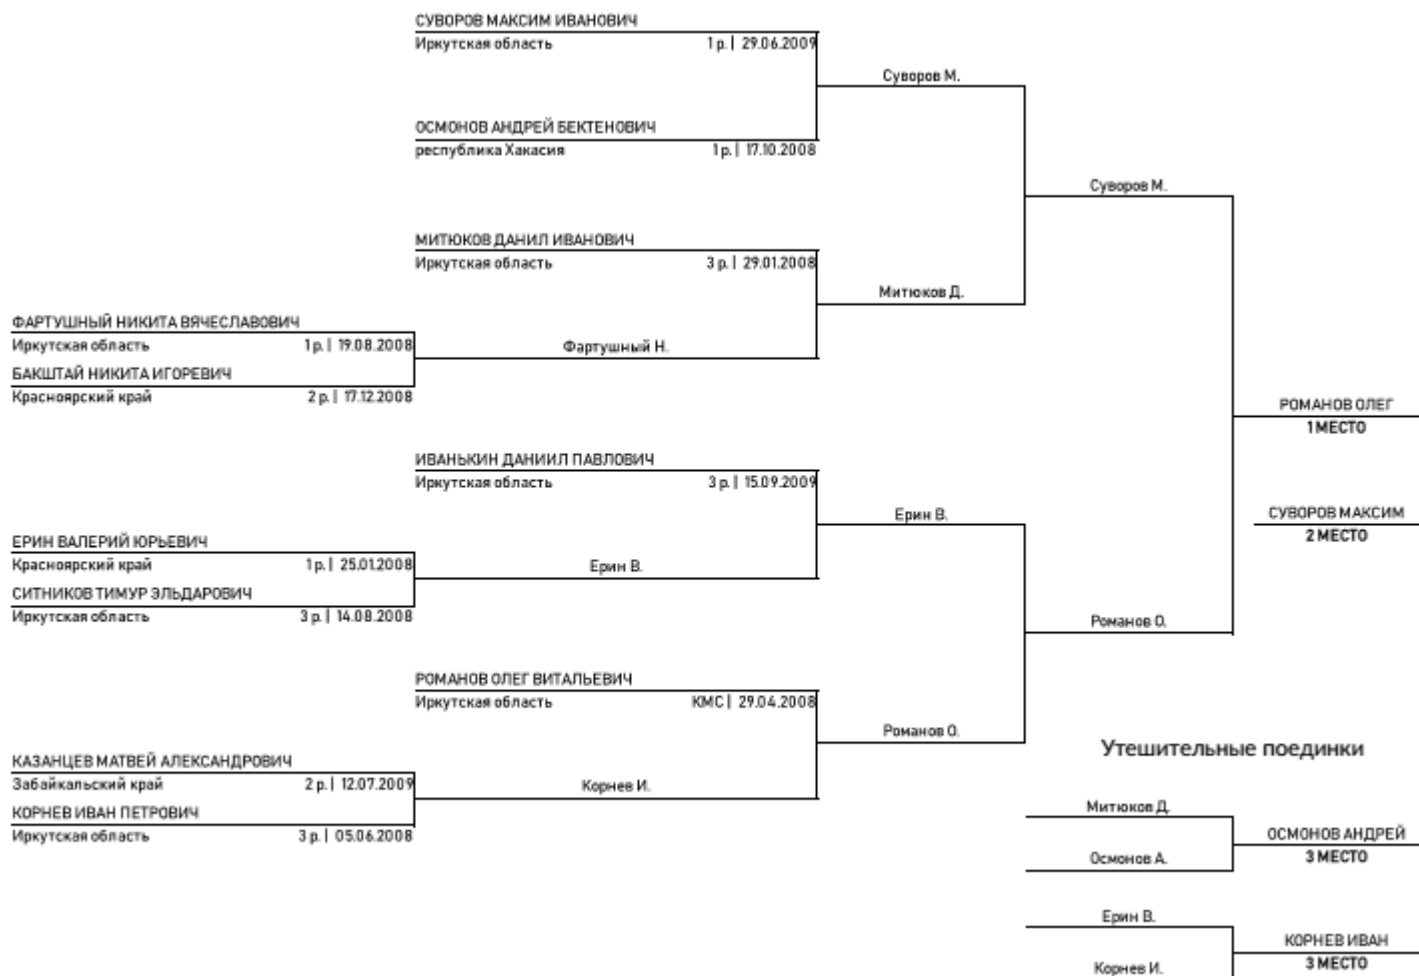 СУВОРОВ МАКСИМ ИВАНОВИЧ
Иркутская область 1 р. | 29.06.2009
Суворов М.
ОСМОНОВ АНДРЕЙ БЕКТЕНОВИЧ
республика Хакасия 1 р. | 17.10.2008
Суворов М.
МИТЮКОВ ДАНИЛ ИВАНОВИЧ
Иркутская область 3 р. | 29.01.2008
Митюков Д.
ФАРТУШНЫЙ НИКИТА ВЯЧЕСЛАВОВИЧ
Иркутская область 1 р. | 19.08.2008
Фартушный Н.
БАКШТАЙ НИКИТА ИГОРЕВИЧ
Красноярский край 2 р. | 17.12.2008
РОМАНОВ ОЛЕГ
1 МЕСТО
ИВАНЬКИН ДАНИИЛ ПАВЛОВИЧ
Иркутская область 3 р. | 15.09.2009
Ерин В.
СУВОРОВ МАКСИМ
2 МЕСТО
ЕРИН ВАЛЕРИЙ ЮРЬЕВИЧ
Красноярский край 1 р. | 25.01.2008
Ерин В.
СИТНИКОВ ТИМУР ЭЛЬДАРОВИЧ
Иркутская область 3 р. | 14.08.2008
Романов О.
РОМАНОВ ОЛЕГ ВИТАЛЬЕВИЧ
Иркутская область КМС | 29.04.2008
Романов О.
КАЗАНЦЕВ МАТВЕЙ АЛЕКСАНДРОВИЧ
Забайкальский край 2 р. | 12.07.2009
Корнев И.
КОРНЕВ ИВАН ПЕТРОВИЧ
Иркутская область 3 р. | 05.06.2008
Утешительные поединки
Митюков Д.
ОСМОНОВ АНДРЕЙ
3 МЕСТО
Осмонов А.
Ерин В.
КОРНЕВ ИВАН
3 МЕСТО
Корнев И.